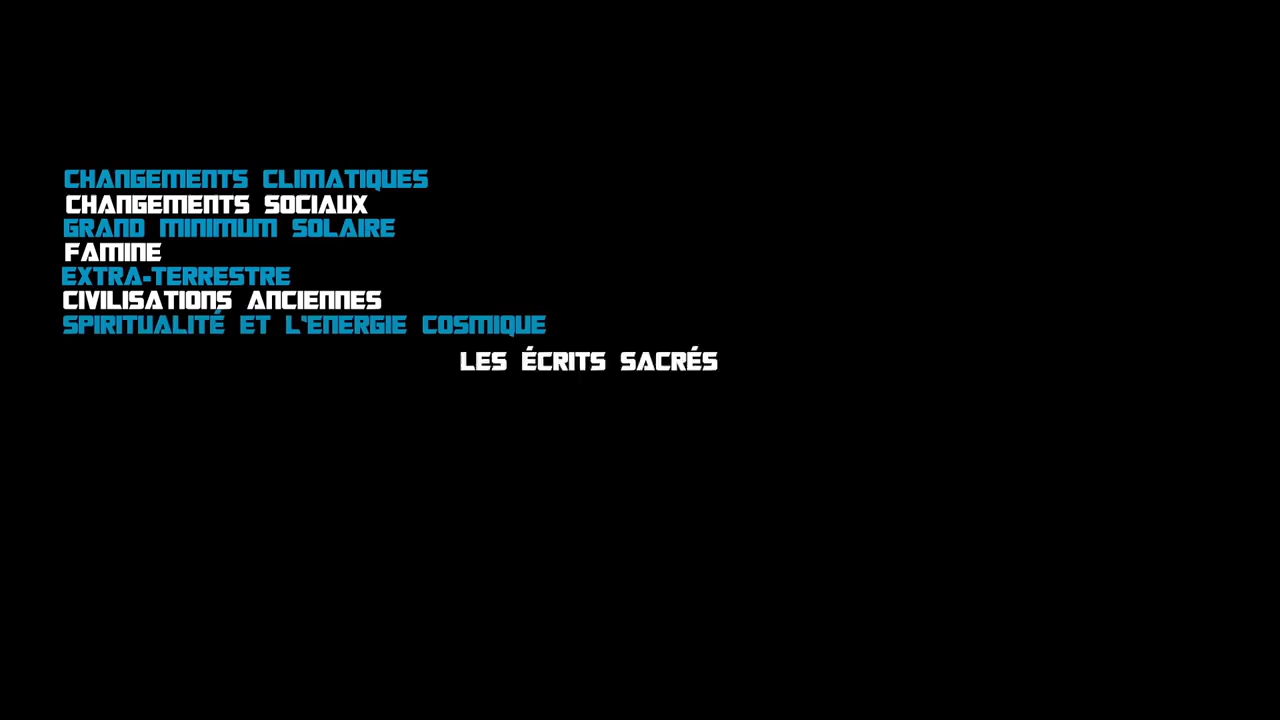 CHANGEMENTS CLIMATIQUES
CHANGEMENTS SOCIAUX
GRAND MINIMUM SOLAIRE
FAMINE
EXTRA-TERRESTRE
CIVILISATIONS ANCIENNES
SPIRITUALITÉ ET L'ENERGIE COSMIQUE
LES ÉCRITS SACRÉS